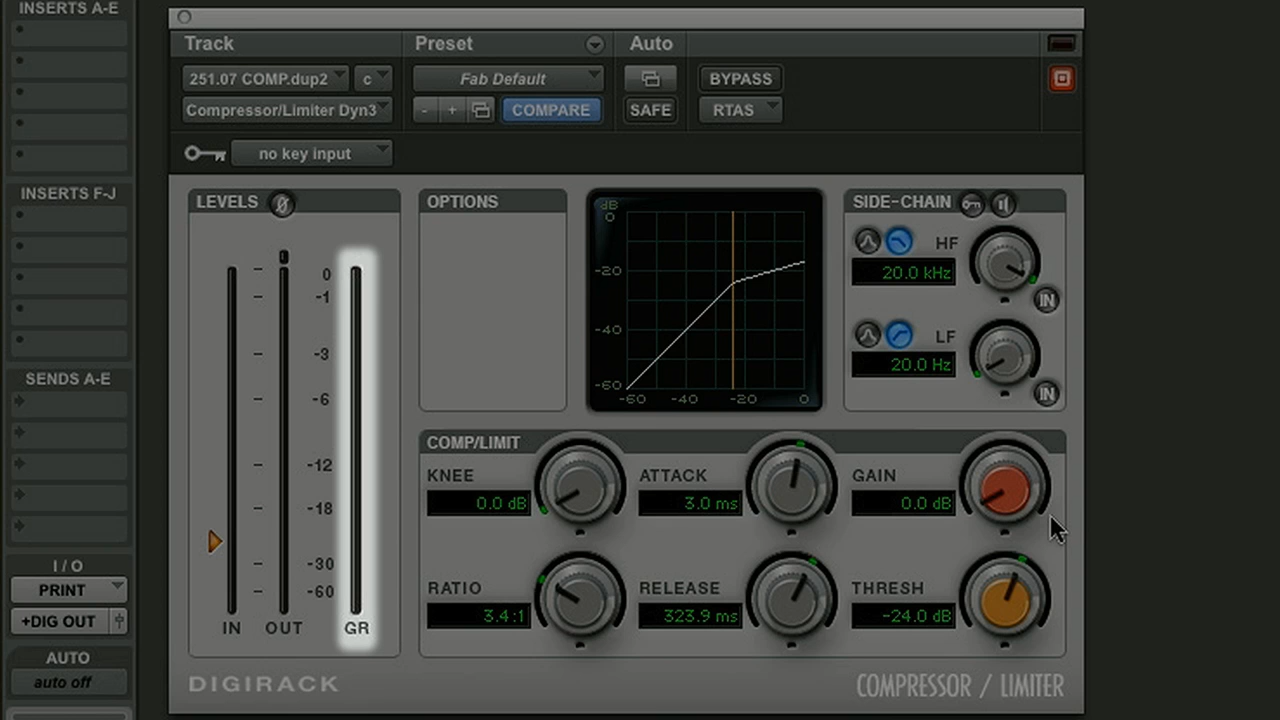 INSERTS A-E
INSERTS F-J
SENDS A-E
I / O
PRINT
+DIG OUT
AUTO
auto off
Track
Preset
Auto
251.07 COMP.dup2
c
Fab Default
BYPASS
Compressor/Limiter Dyn3
- +
COMPARE
SAFE
RTAS
no key input
LEVELS Ø
0
-1
-3
-6
-12
-18
-30
-60
IN OUT GR
OPTIONS
dB
0
-20
-40
-60
-60 -40 -20 0
SIDE-CHAIN
HF
20.0 kHz
IN
LF
20.0 Hz
IN
COMP/LIMIT
KNEE
0.0 dB
ATTACK
3.0 ms
GAIN
0.0 dB
RATIO
3.4:1
RELEASE
323.9 ms
THRESH
-24.0 dB
DIGIRACK
COMPRESSOR / LIMITER